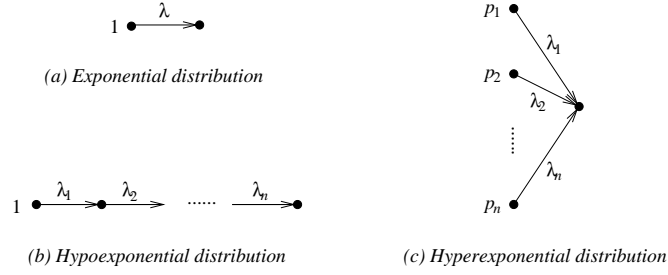 λ
1
(a) Exponential distribution
λ1 λ2 ...... λn
1
(b) Hypoexponential distribution
p1
λ1
p2
λ2
......
λn
pn
(c) Hyperexponential distribution